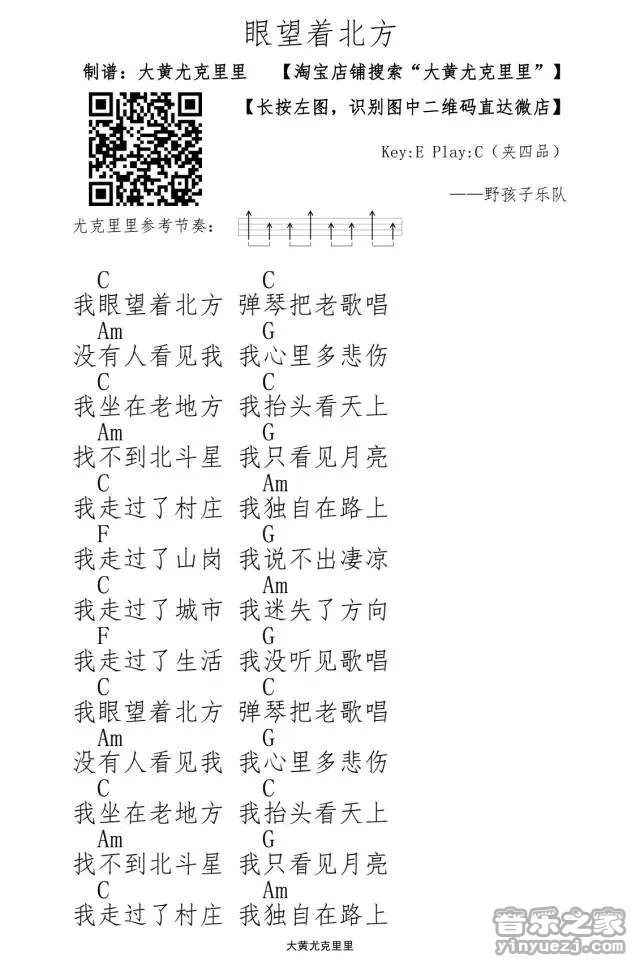 眼望着北方
制谱：大黄尤克里里 【淘宝店铺搜索“大黄尤克里里”】
【长按左图，识别图中二维码直达微店】
Key:E Play:C（夹四品）
——野孩子乐队
尤克里里参考节奏：
C C
我眼望着北方 弹琴把老歌唱
Am G
没有人看见我 我心里多悲伤
C C
我坐在老地方 我抬头看天上
Am G
找不到北斗星 我只看见月亮
C Am
我走过了村庄 我独自在路上
F G
我走过了山岗 我说不出凄凉
C Am
我走过了城市 我迷失了方向
F G
我走过了生活 我没听见歌唱
C C
我眼望着北方 弹琴把老歌唱
Am G
没有人看见我 我心里多悲伤
C C
我坐在老地方 我抬头看天上
Am G
找不到北斗星 我只看见月亮
C Am
我走过了村庄 我独自在路上
大黄尤克里里
音乐之家
yinyuezj.com